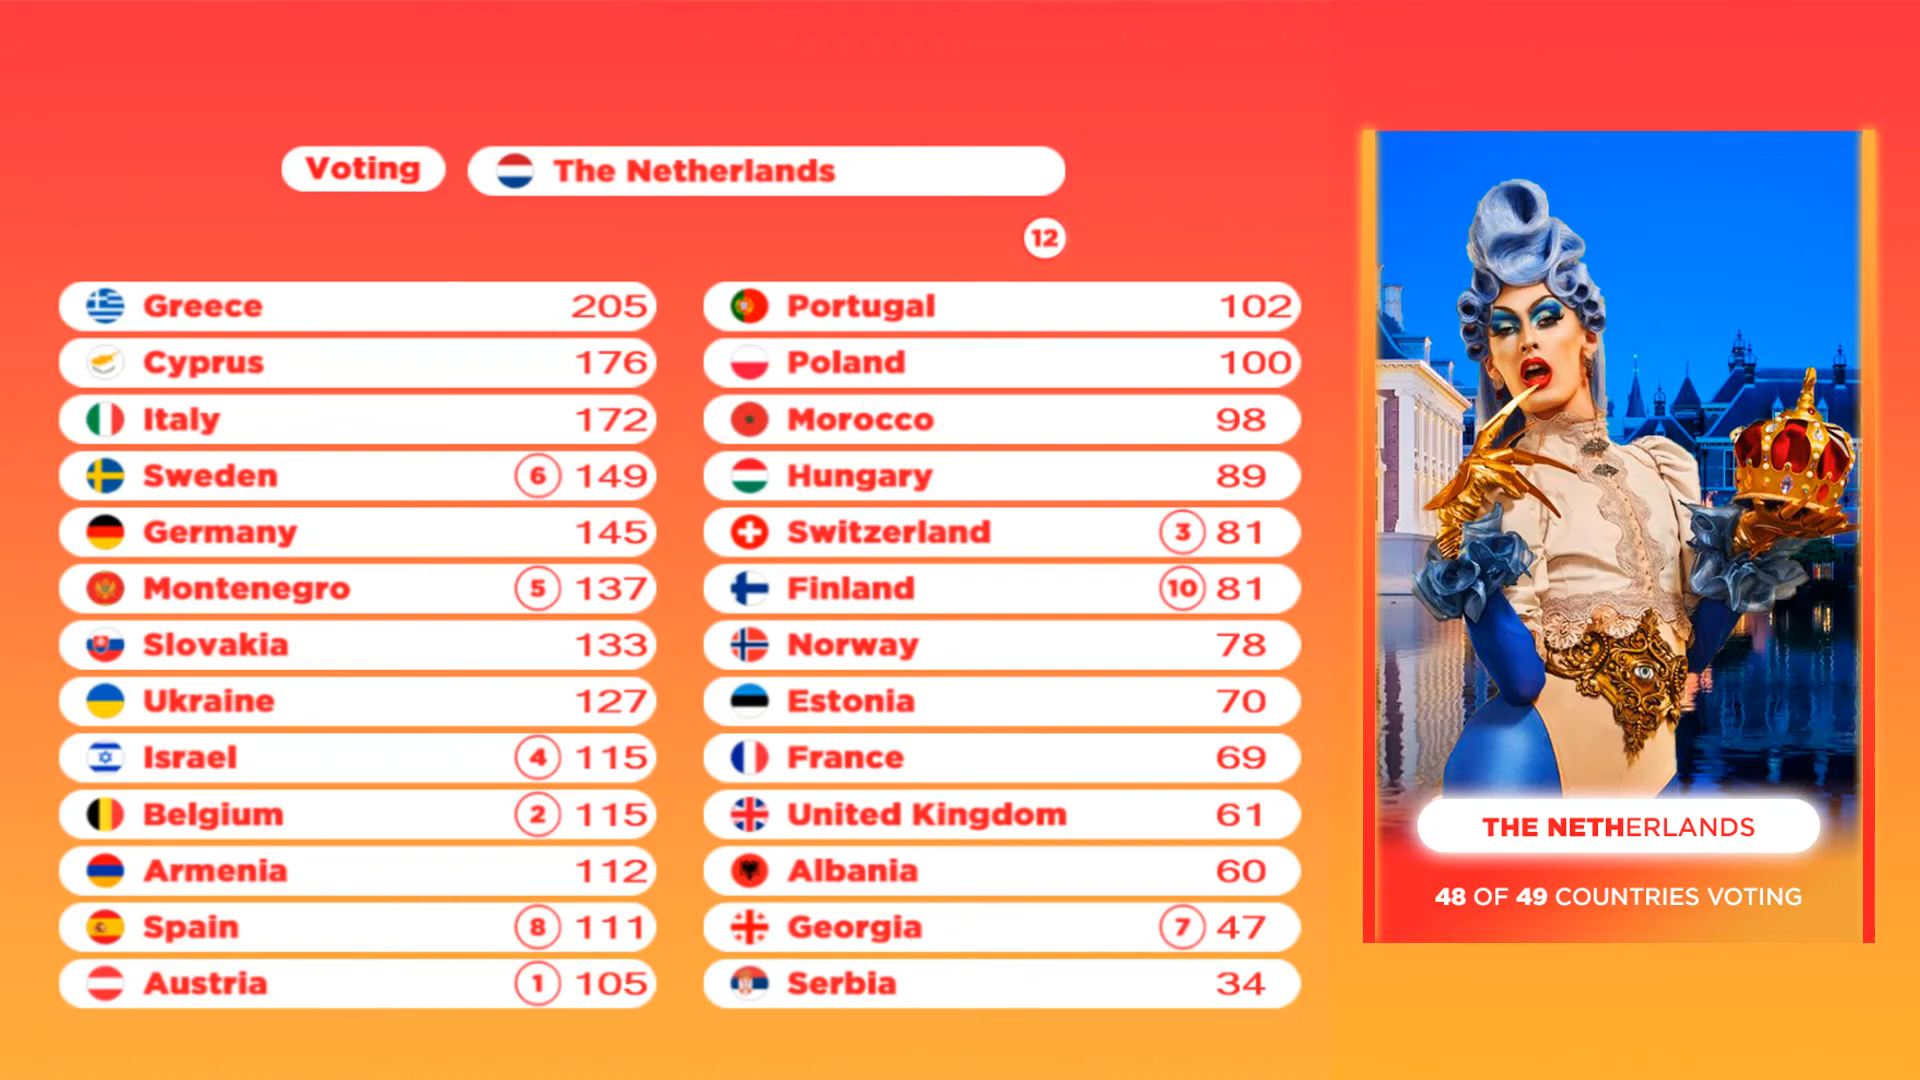 Voting
The Netherlands
12
Greece 205
Cyprus 176
Italy 172
Sweden 6 149
Germany 145
Montenegro 5 137
Slovakia 133
Ukraine 127
Israel 4 115
Belgium 2 115
Armenia 112
Spain 8 111
Austria 1 105
Portugal 102
Poland 100
Morocco 98
Hungary 89
Switzerland 3 81
Finland 10 81
Norway 78
Estonia 70
France 69
United Kingdom 61
Albania 60
Georgia 7 47
Serbia 34
THE NETHERLANDS
48 OF 49 COUNTRIES VOTING